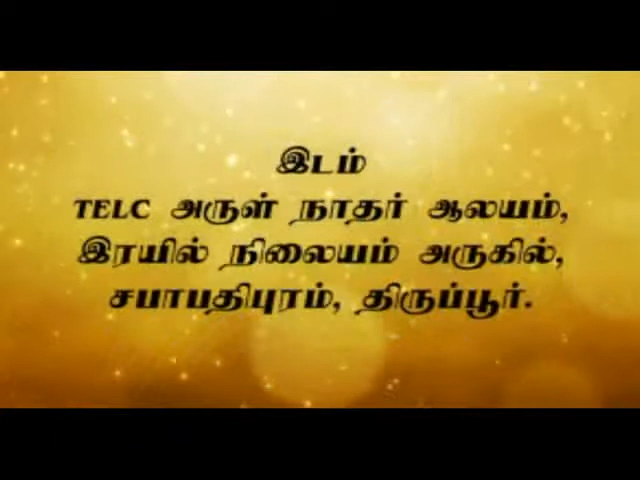 இடம்
TELC அருள் நாதர் ஆலயம்,
இரயில் நிலையம் அருகில்,
சபாபதிபுரம், திருப்பூர்.